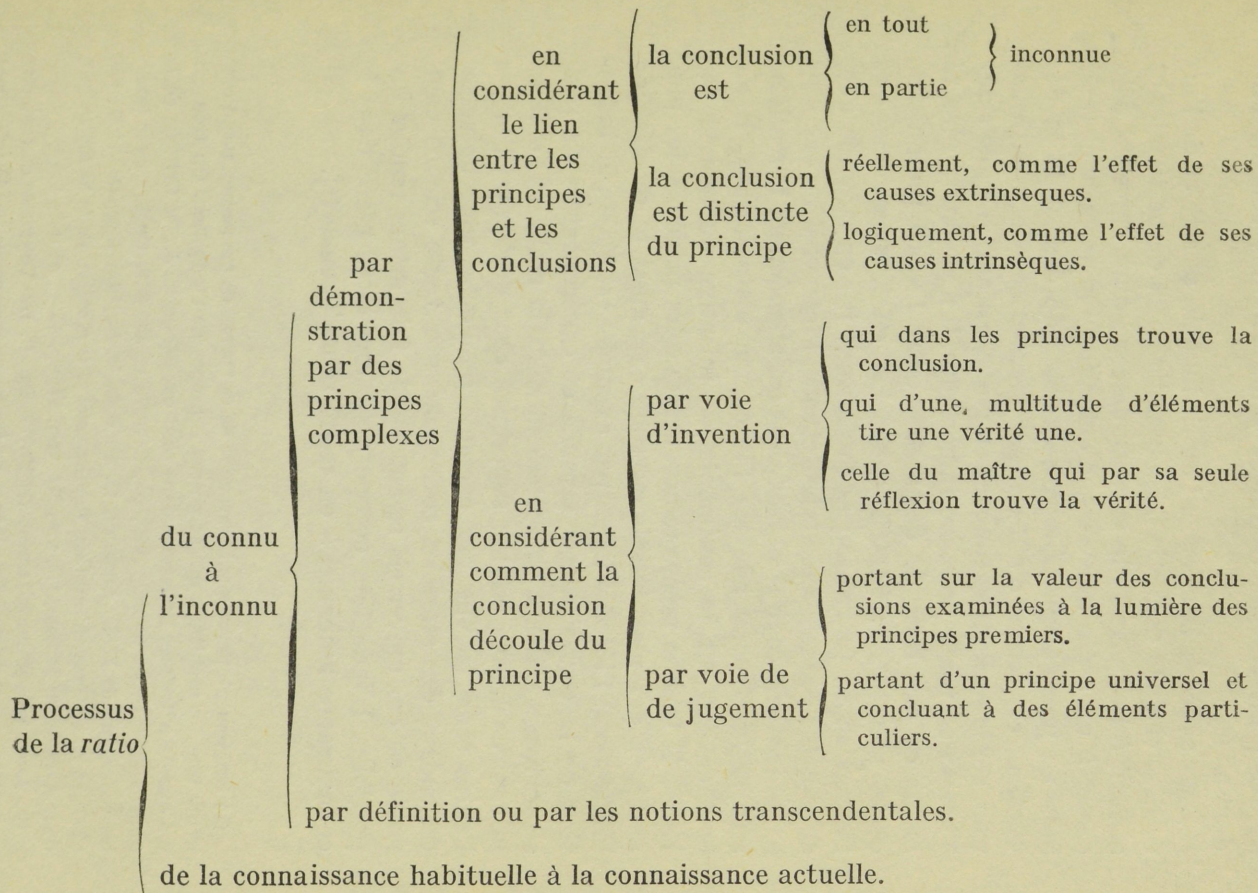 Processus
de la ratio
du connu
à
l'inconnu
par
démon-
stration
par des
principes
complexes
en
considérant
le lien
entre les
principes
et les
conclusions
la conclusion
est
en tout
en partie
inconnue
la conclusion
est distincte
du principe
réellement, comme l'effet de ses
causes extrinseques.
logiquement, comme l'effet de ses
causes intrinsèques.
en
considérant
comment la
conclusion
découle du
principe
par voie
d'invention
qui dans les principes trouve la
conclusion.
qui d'une, multitude d'éléments
tire une vérité une.
celle du maître qui par sa seule
réflexion trouve la vérité.
par voie de
de jugement
portant sur la valeur des conclu-
sions examinées à la lumière des
principes premiers.
partant d'un principe universel et
concluant à des éléments parti-
culiers.
par définition ou par les notions transcendentales.
de la connaissance habituelle à la connaissance actuelle.